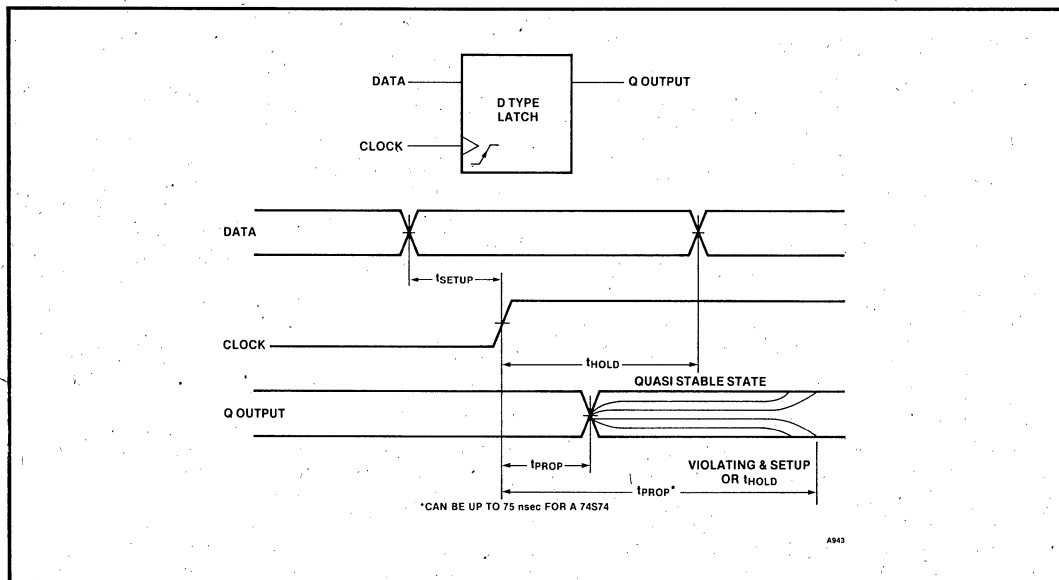 DATA
Q OUTPUT
D TYPE
LATCH
CLOCK
DATA
tSETUP
CLOCK
tHOLD
QUASI STABLE STATE
Q OUTPUT
tPROP
VIOLATING & SETUP
OR tHOLD
tPROP*
*CAN BE UP TO 75 nsec FOR A 74S74
A943